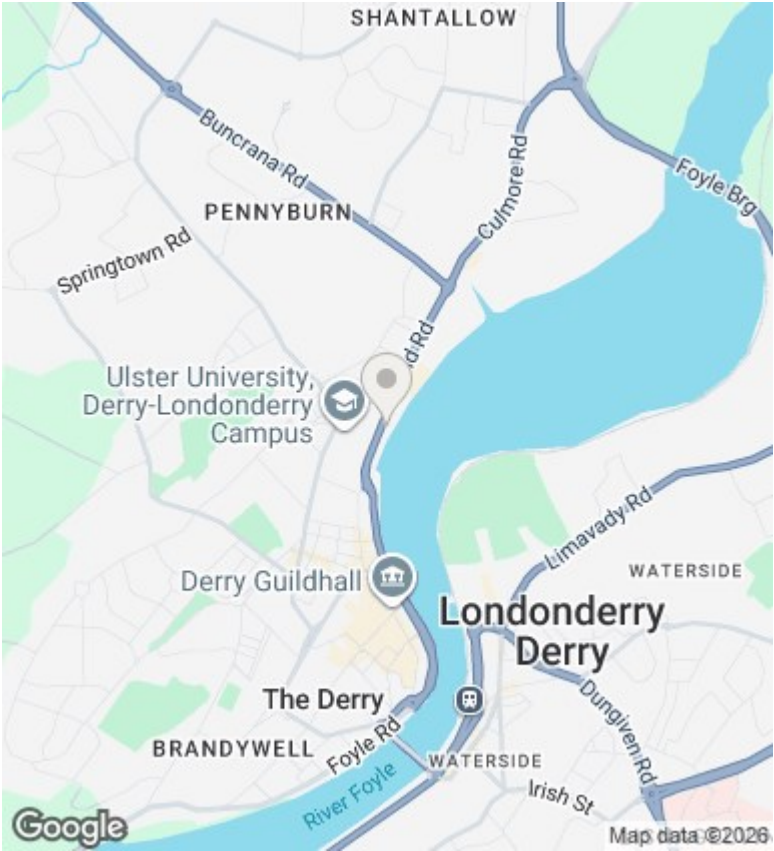 SHANTALLOW
Buncrana Rd
Culmore Rd
Foyle Brg
PENNYBURN
Springtown Rd
Ulster University,
Derry-Londonderry
Campus
Limavady Rd
WATERSIDE
Derry Guildhall
Londonderry
Derry
The Derry
Dungiven Rd
BRANDYWELL
Foyle Rd
WATERSIDE
River Foyle
Irish St
Google
Map data ©2026